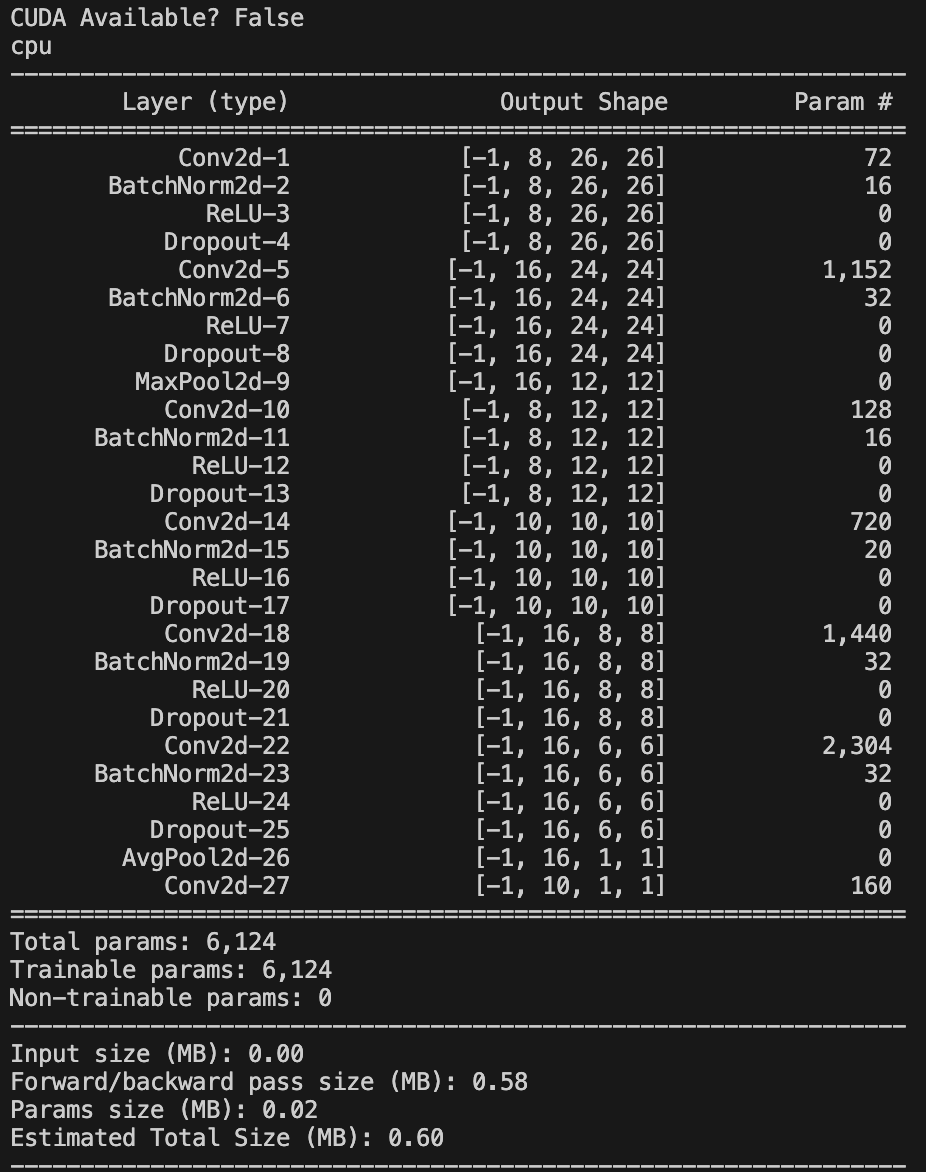 CUDA Available? False
cpu
----------------------------------------------------------------
        Layer (type)               Output Shape         Param #
================================================================
            Conv2d-1            [-1, 8, 26, 26]              72
       BatchNorm2d-2            [-1, 8, 26, 26]              16
              ReLU-3            [-1, 8, 26, 26]               0
           Dropout-4            [-1, 8, 26, 26]               0
            Conv2d-5           [-1, 16, 24, 24]           1,152
       BatchNorm2d-6           [-1, 16, 24, 24]              32
              ReLU-7           [-1, 16, 24, 24]               0
           Dropout-8           [-1, 16, 24, 24]               0
         MaxPool2d-9           [-1, 16, 12, 12]               0
           Conv2d-10            [-1, 8, 12, 12]             128
      BatchNorm2d-11            [-1, 8, 12, 12]              16
             ReLU-12            [-1, 8, 12, 12]               0
          Dropout-13            [-1, 8, 12, 12]               0
           Conv2d-14           [-1, 10, 10, 10]             720
      BatchNorm2d-15           [-1, 10, 10, 10]              20
             ReLU-16           [-1, 10, 10, 10]               0
          Dropout-17           [-1, 10, 10, 10]               0
           Conv2d-18             [-1, 16, 8, 8]           1,440
      BatchNorm2d-19             [-1, 16, 8, 8]              32
             ReLU-20             [-1, 16, 8, 8]               0
          Dropout-21             [-1, 16, 8, 8]               0
           Conv2d-22             [-1, 16, 6, 6]           2,304
      BatchNorm2d-23             [-1, 16, 6, 6]              32
             ReLU-24             [-1, 16, 6, 6]               0
          Dropout-25             [-1, 16, 6, 6]               0
        AvgPool2d-26             [-1, 16, 1, 1]               0
           Conv2d-27             [-1, 10, 1, 1]             160
================================================================
Total params: 6,124
Trainable params: 6,124
Non-trainable params: 0
----------------------------------------------------------------
Input size (MB): 0.00
Forward/backward pass size (MB): 0.58
Params size (MB): 0.02
Estimated Total Size (MB): 0.60
----------------------------------------------------------------